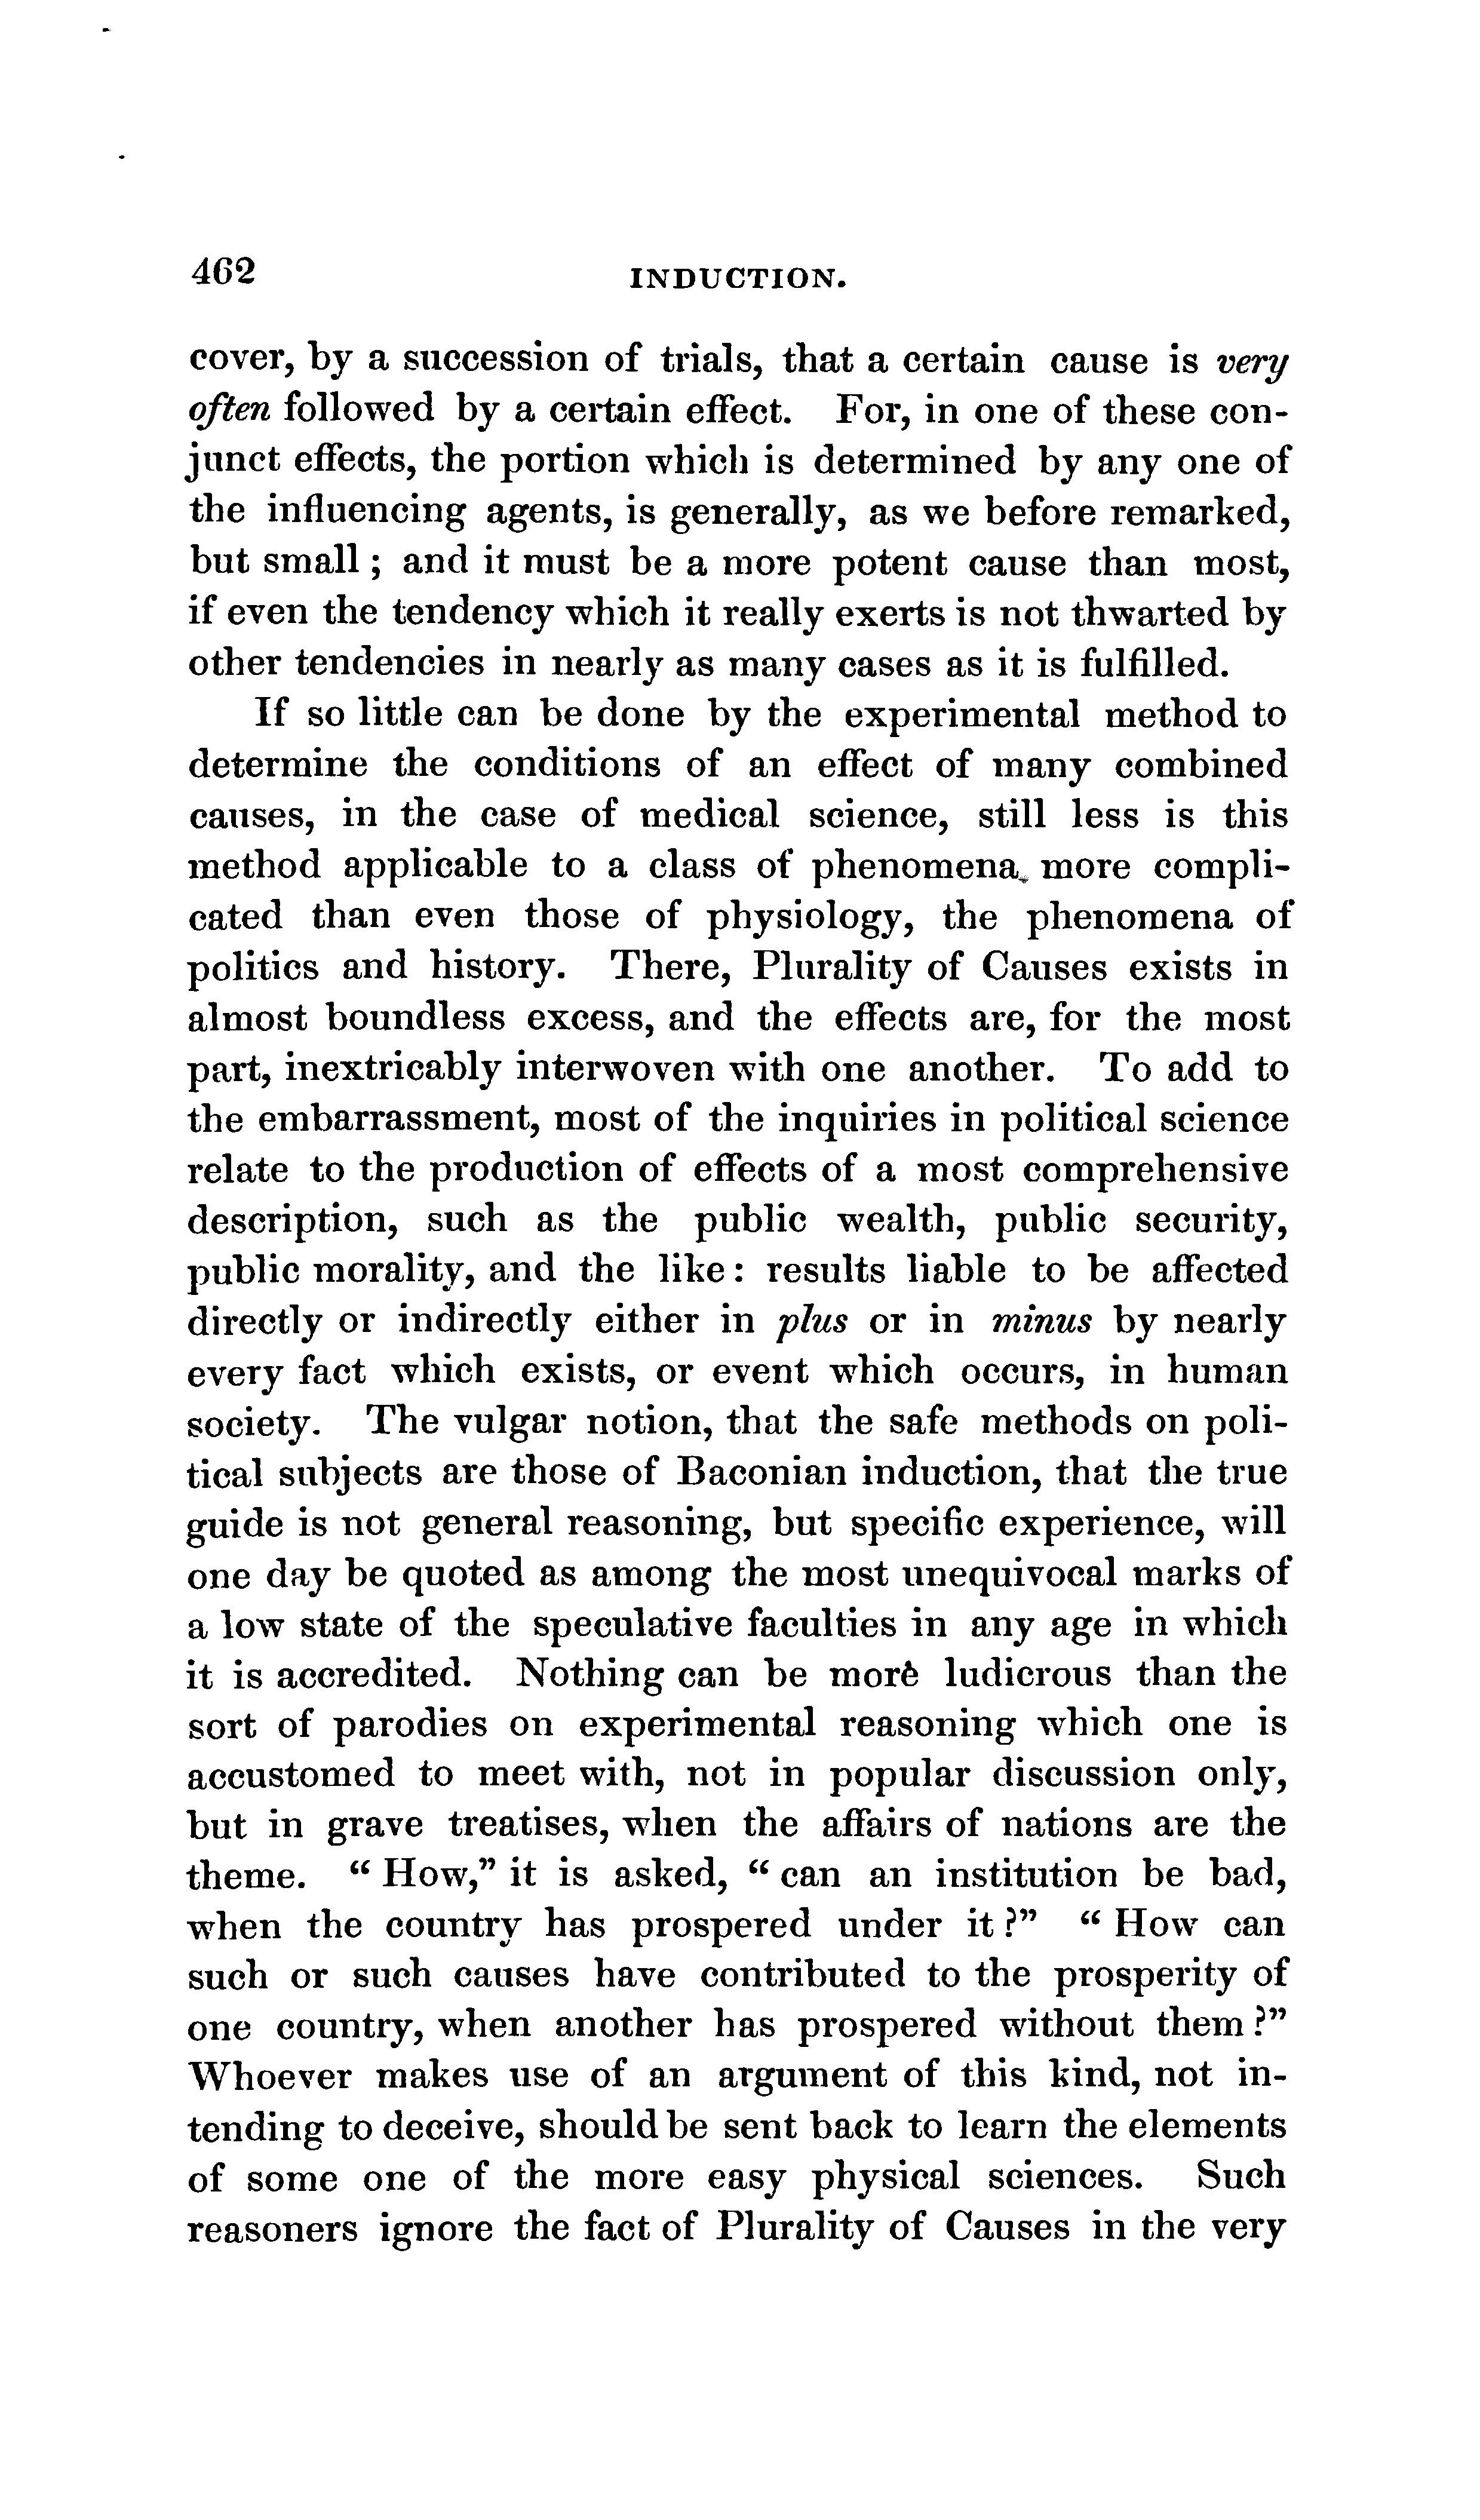 462
INDUCTION.
cover, by a succession of trials, that a certain cause is very
often followed by a certain effect. For, in one of these con-
junct effects, the portion which is determined by any one of
the influencing agents, is generally, as we before remarked,
but small ; and it must be a more potent cause than most,
if even the tendency which it really exerts is not thwarted by
other tendencies in nearly as many cases as it is fulfilled.
If so little can be done by the experimental method to
determine the conditions of an effect of many combined
causes, in the case of medical science, still less is this
method applicable to a class of phenomena more compli-
cated than even those of physiology, the phenomena of
politics and history. There, Plurality of Causes exists in
almost boundless excess, and the effects are, for the most
part, inextricably interwoven with one another. To add to
the embarrassment, most of the inquiries in political science
relate to the production of effects of a most comprehensive
description, such as the public wealth, public security,
public morality, and the like: results liable to be affected
directly or indirectly either in plus or in minus by nearly
every fact which exists, or event which occurs, in human
society. The vulgar notion, that the safe methods on poli-
tical subjects are those of Baconian induction, that the true
guide is not general reasoning, but specific experience, will
one day be quoted as among the most unequivocal marks of
a low state of the speculative faculties in any age in which
it is accredited. Nothing can be more ludicrous than the
sort of parodies on experimental reasoning which one is
accustomed to meet with, not in popular discussion only,
but in grave treatises, when the affairs of nations are the
theme. “ How,” it is asked, “ can an institution be bad,
when the country has prospered under it ?” “ How can
such or such causes have contributed to the prosperity of
one country, when another has prospered without them ?”
Whoever makes use of an argument of this kind, not in-
tending to deceive, should be sent back to learn the elements
of some one of the more easy physical sciences. Such
reasoners ignore the fact of Plurality of Causes in the very